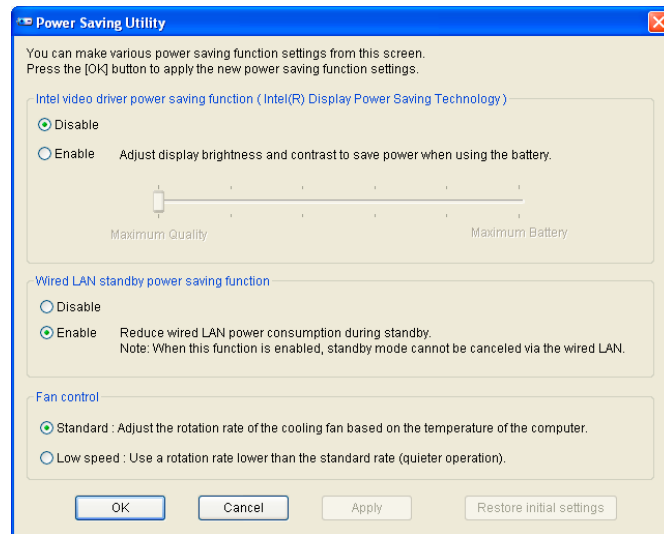 Power Saving Utility
You can make various power saving function settings from this screen.
Press the [OK] button to apply the new power saving function settings.
Intel video driver power saving function ( Intel(R) Display Power Saving Technology )
Disable
Enable Adjust display brightness and contrast to save power when using the battery.
Maximum Quality Maximum Battery
Wired LAN standby power saving function
Disable
Enable Reduce wired LAN power consumption during standby.
Note: When this function is enabled, standby mode cannot be canceled via the wired LAN.
Fan control
Standard : Adjust the rotation rate of the cooling fan based on the temperature of the computer.
Low speed : Use a rotation rate lower than the standard rate (quieter operation).
OK Cancel Apply Restore initial settings